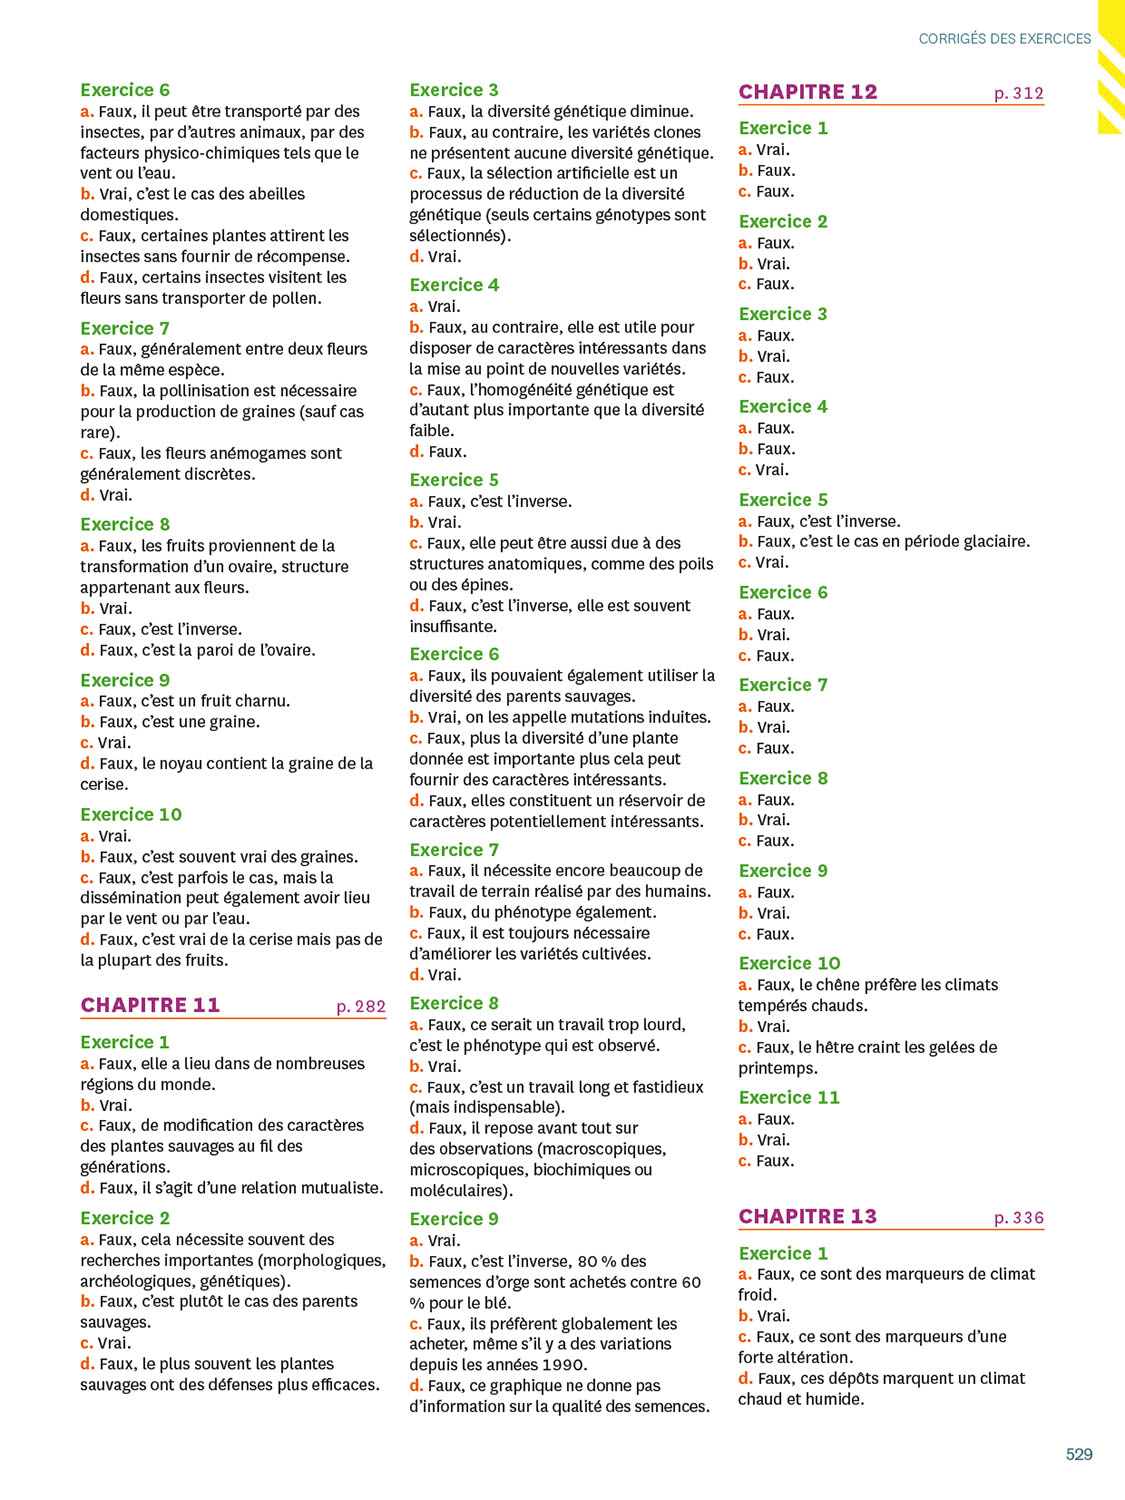 CORRIGÉS DES EXERCICES
Exercice 6
a. Faux, il peut être transporté par des
insectes, par d’autres animaux, par des
facteurs physico-chimiques tels que le
vent ou l’eau.
b. Vrai, c’est le cas des abeilles
domestiques.
c. Faux, certaines plantes attirent les
insectes sans fournir de récompense.
d. Faux, certains insectes visitent les
fleurs sans transporter de pollen.
Exercice 7
a. Faux, généralement entre deux fleurs
de la même espèce.
b. Faux, la pollinisation est nécessaire
pour la production de graines (sauf cas
rare).
c. Faux, les fleurs anémogames sont
généralement discrètes.
d. Vrai.
Exercice 8
a. Faux, les fruits proviennent de la
transformation d’un ovaire, structure
appartenant aux fleurs.
b. Vrai.
c. Faux, c’est l’inverse.
d. Faux, c’est la paroi de l’ovaire.
Exercice 9
a. Faux, c’est un fruit charnu.
b. Faux, c’est une graine.
c. Vrai.
d. Faux, le noyau contient la graine de la
cerise.
Exercice 10
a. Vrai.
b. Faux, c’est souvent vrai des graines.
c. Faux, c’est parfois le cas, mais la
dissémination peut également avoir lieu
par le vent ou par l’eau.
d. Faux, c’est vrai de la cerise mais pas de
la plupart des fruits.
CHAPITRE 11 p. 282
Exercice 1
a. Faux, elle a lieu dans de nombreuses
régions du monde.
b. Vrai.
c. Faux, de modification des caractères
des plantes sauvages au fil des
générations.
d. Faux, il s’agit d’une relation mutualiste.
Exercice 2
a. Faux, cela nécessite souvent des
recherches importantes (morphologiques,
archéologiques, génétiques).
b. Faux, c’est plutôt le cas des parents
sauvages.
c. Vrai.
d. Faux, le plus souvent les plantes
sauvages ont des défenses plus efficaces.
Exercice 3
a. Faux, la diversité génétique diminue.
b. Faux, au contraire, les variétés clones
ne présentent aucune diversité génétique.
c. Faux, la sélection artificielle est un
processus de réduction de la diversité
génétique (seuls certains génotypes sont
sélectionnés).
d. Vrai.
Exercice 4
a. Vrai.
b. Faux, au contraire, elle est utile pour
disposer de caractères intéressants dans
la mise au point de nouvelles variétés.
c. Faux, l’homogénéité génétique est
d’autant plus importante que la diversité
faible.
d. Faux.
Exercice 5
a. Faux, c’est l’inverse.
b. Vrai.
c. Faux, elle peut être aussi due à des
structures anatomiques, comme des poils
ou des épines.
d. Faux, c’est l’inverse, elle est souvent
insuffisante.
Exercice 6
a. Faux, ils pouvaient également utiliser la
diversité des parents sauvages.
b. Vrai, on les appelle mutations induites.
c. Faux, plus la diversité d’une plante
donnée est importante plus cela peut
fournir des caractères intéressants.
d. Faux, elles constituent un réservoir de
caractères potentiellement intéressants.
Exercice 7
a. Faux, il nécessite encore beaucoup de
travail de terrain réalisé par des humains.
b. Faux, du phénotype également.
c. Faux, il est toujours nécessaire
d’améliorer les variétés cultivées.
d. Vrai.
Exercice 8
a. Faux, ce serait un travail trop lourd,
c’est le phénotype qui est observé.
b. Vrai.
c. Faux, c’est un travail long et fastidieux
(mais indispensable).
d. Faux, il repose avant tout sur
des observations (macroscopiques,
microscopiques, biochimiques ou
moléculaires).
Exercice 9
a. Vrai.
b. Faux, c’est l’inverse, 80 % des
semences d’orge sont achetés contre 60
% pour le blé.
c. Faux, ils préfèrent globalement les
acheter, même s’il y a des variations
depuis les années 1990.
d. Faux, ce graphique ne donne pas
d’information sur la qualité des semences.
CHAPITRE 12 p. 312
Exercice 1
a. Vrai.
b. Faux.
c. Faux.
Exercice 2
a. Faux.
b. Vrai.
c. Faux.
Exercice 3
a. Faux.
b. Vrai.
c. Faux.
Exercice 4
a. Faux.
b. Faux.
c. Vrai.
Exercice 5
a. Faux, c’est l’inverse.
b. Faux, c’est le cas en période glaciaire.
c. Vrai.
Exercice 6
a. Faux.
b. Vrai.
c. Faux.
Exercice 7
a. Faux.
b. Vrai.
c. Faux.
Exercice 8
a. Faux.
b. Vrai.
c. Faux.
Exercice 9
a. Faux.
b. Vrai.
c. Faux.
Exercice 10
a. Faux, le chêne préfère les climats
tempérés chauds.
b. Vrai.
c. Faux, le hêtre craint les gelées de
printemps.
Exercice 11
a. Faux.
b. Vrai.
c. Faux.
CHAPITRE 13 p. 336
Exercice 1
a. Faux, ce sont des marqueurs de climat
froid.
b. Vrai.
c. Faux, ce sont des marqueurs d’une
forte altération.
d. Faux, ces dépôts marquent un climat
chaud et humide.
529